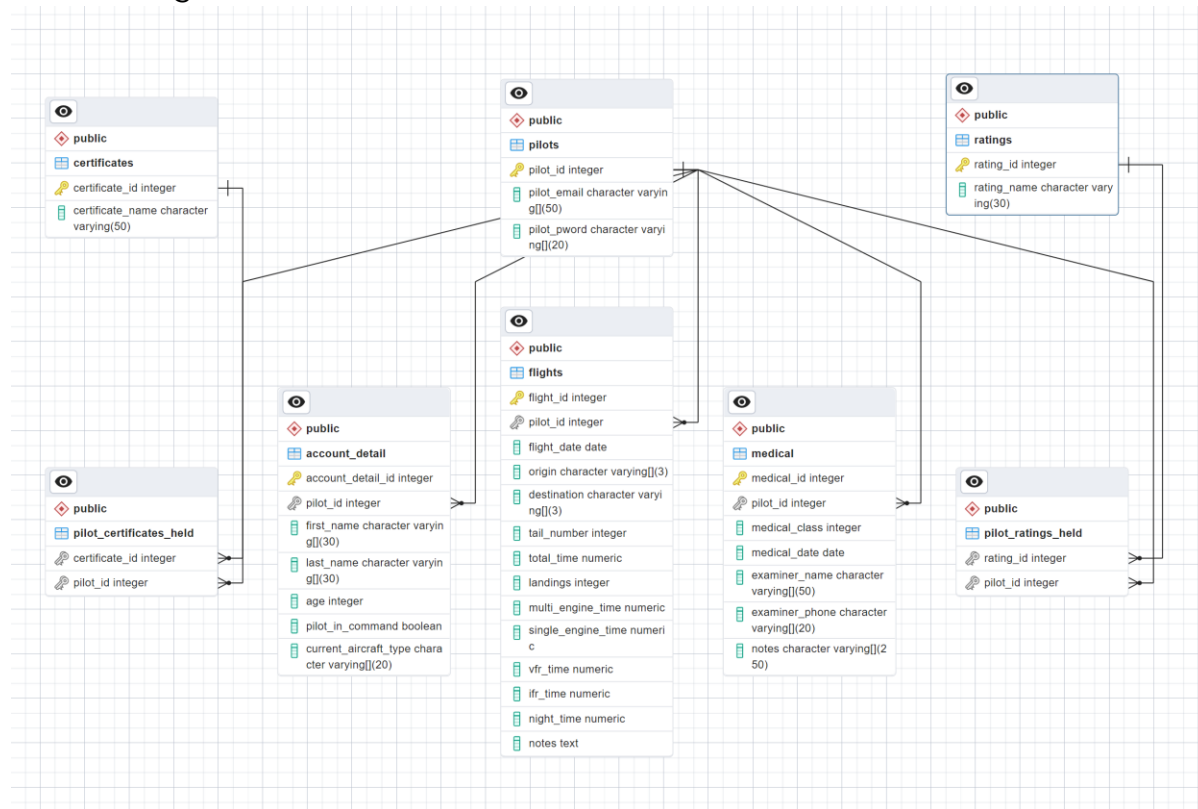 public
certificates
certificate_id integer
certificate_name character
varying(50)
public
pilots
pilot_id integer
pilot_email character varyin
g[](50)
pilot_pword character varyi
ng[](20)
public
ratings
rating_id integer
rating_name character vary
ing(30)
public
pilot_certificates_held
certificate_id integer
pilot_id integer
public
account_detail
account_detail_id integer
pilot_id integer
first_name character varyin
g[](30)
last_name character varyin
g[](30)
age integer
pilot_in_command boolean
current_aircraft_type chara
cter varying[](20)
public
flights
flight_id integer
pilot_id integer
flight_date date
origin character varying[](3)
destination character varyi
ng[](3)
tail_number integer
total_time numeric
landings integer
multi_engine_time numeric
single_engine_time numeri
c
vfr_time numeric
ifr_time numeric
night_time numeric
notes text
public
medical
medical_id integer
pilot_id integer
medical_class integer
medical_date date
examiner_name character
varying[](50)
examiner_phone character
varying[](20)
notes character varying[](2
50)
public
pilot_ratings_held
rating_id integer
pilot_id integer